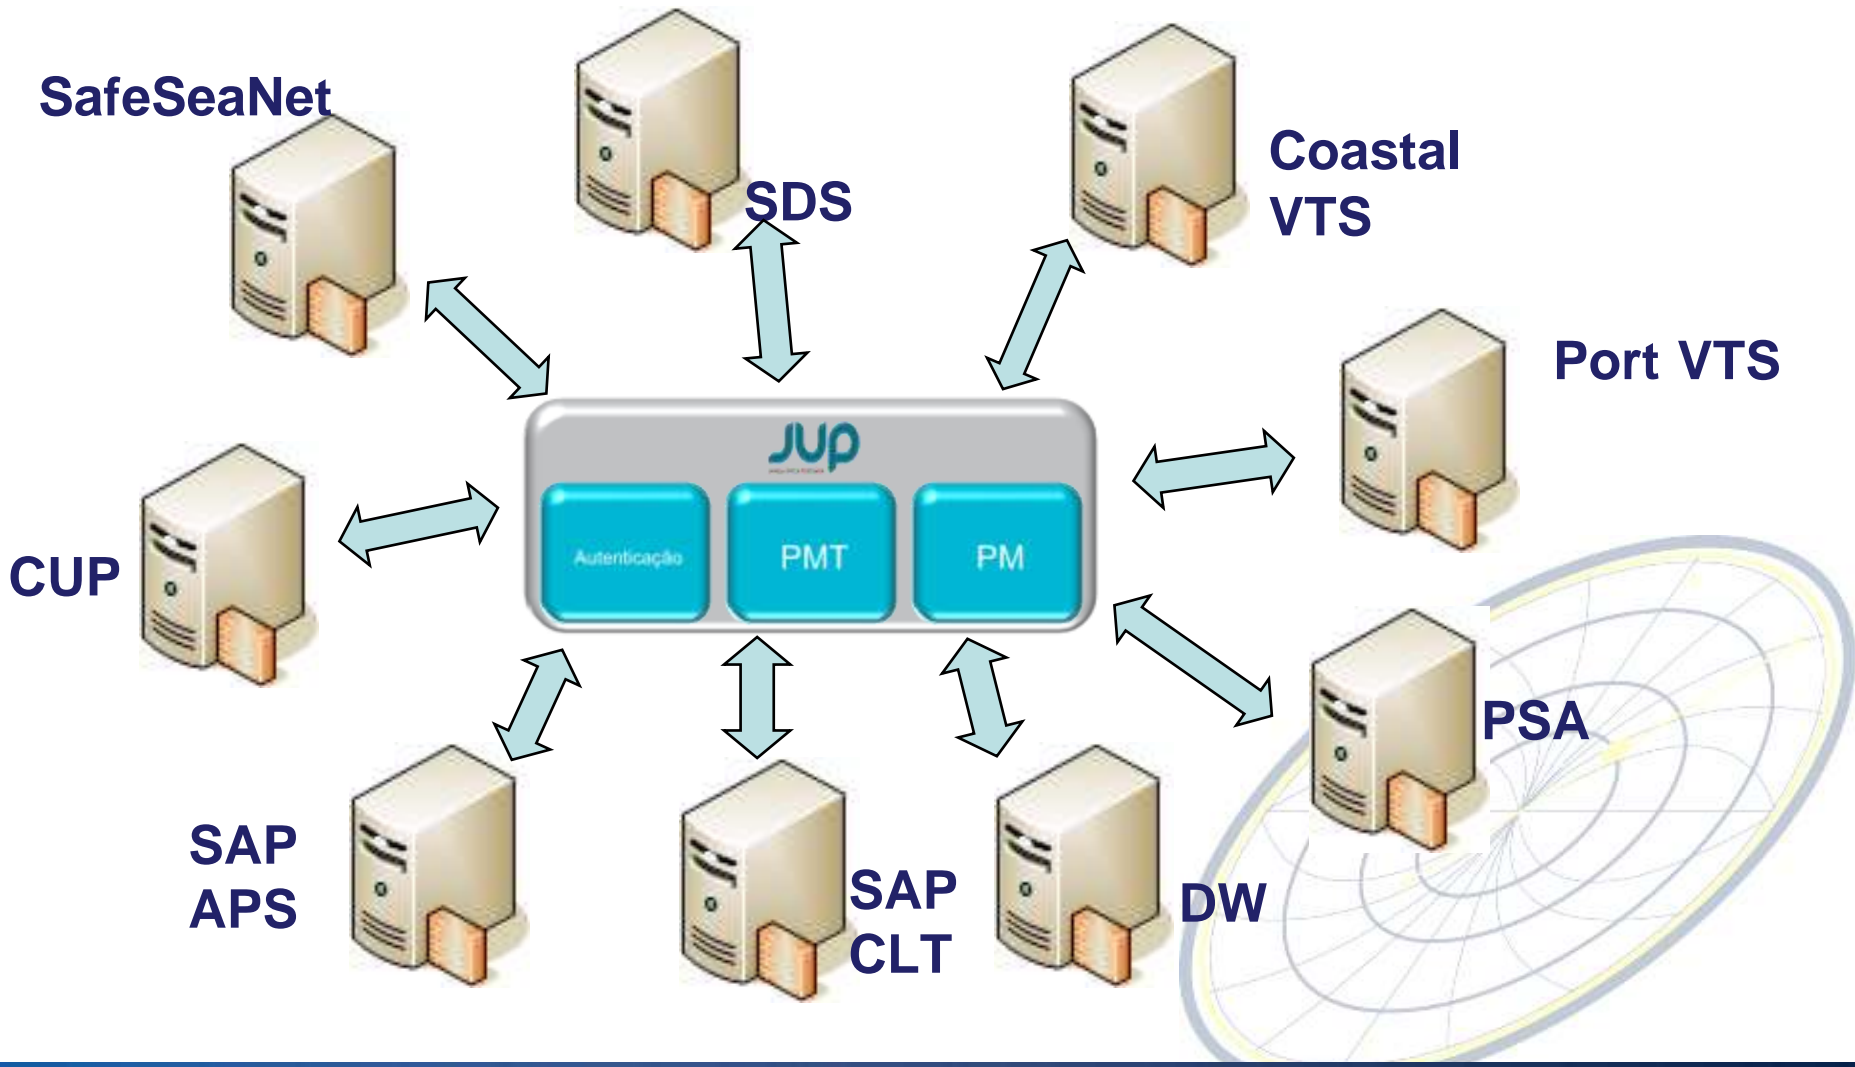 SafeSeaNet
SDS
Coastal
VTS
Port VTS
JUP
CUP
Autenticação
PMT
PM
PSA
SAP
APS
SAP
CLT
DW